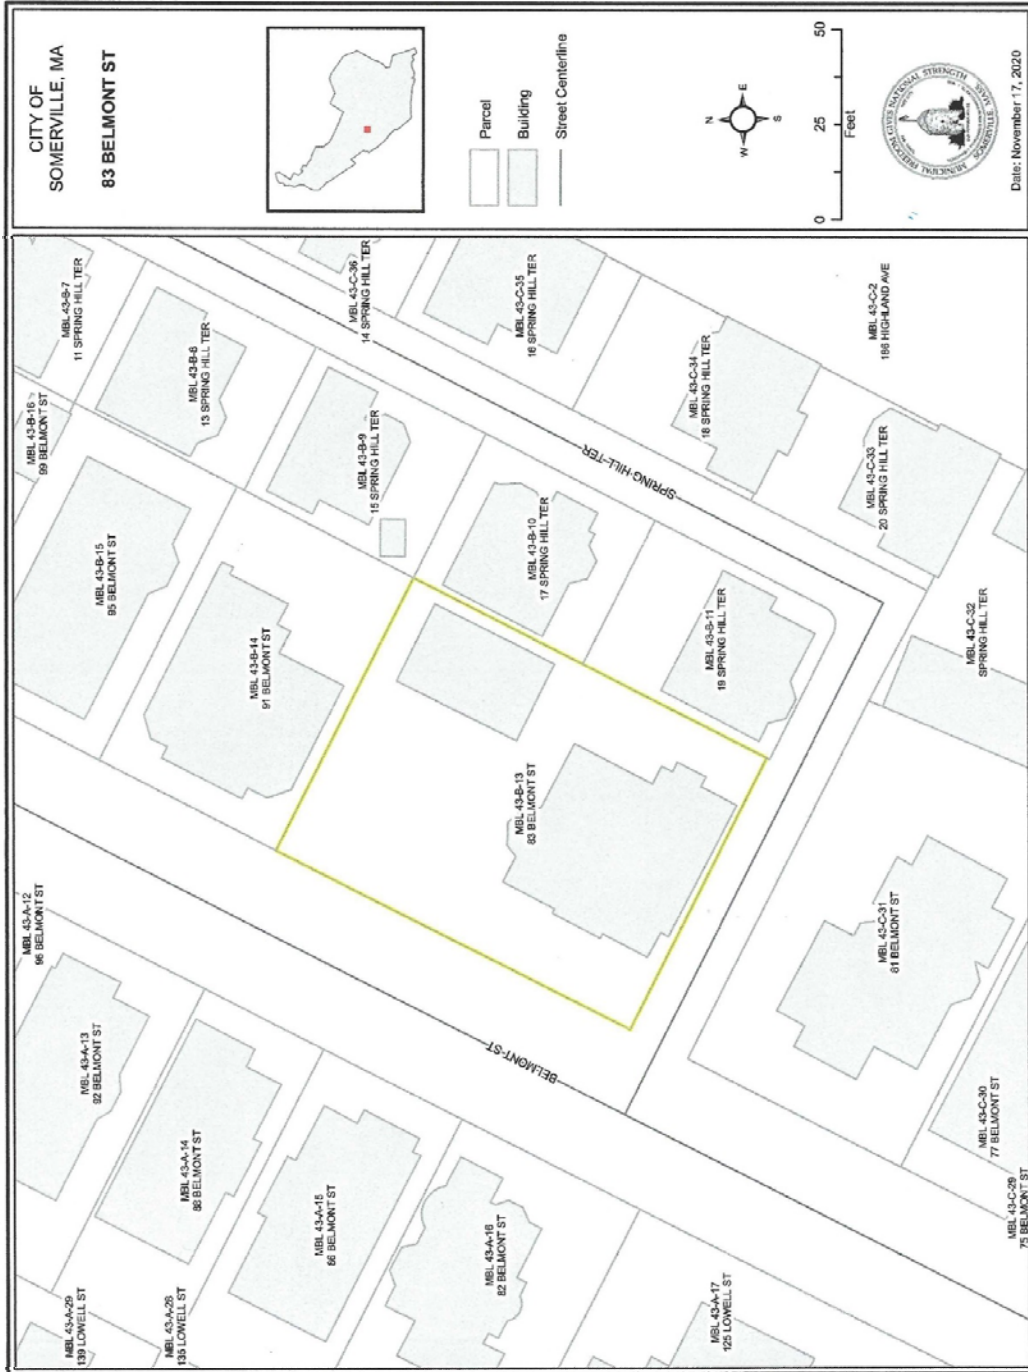 CITY OF
SOMERVILLE, MA
83 BELMONT ST
Parcel
Building
Street Centerline
N
W
E
S
0
25
50
Feet
MUNICIPAL FREEDOM GIVES NATIONAL STRENGTH
SOMERVILLE, MASS.
Date: November 17, 2020
MBL 43-B-7
11 SPRING HILL TER
MBL 43-B-8
13 SPRING HILL TER
MBL 43-B-16
99 BELMONT ST
MBL 43-C-36
14 SPRING HILL TER
MBL 43-C-35
16 SPRING HILL TER
MBL 43-C-2
186 HIGHLAND AVE
MBL 43-B-9
15 SPRING HILL TER
MBL 43-C-34
18 SPRING HILL TER
MBL 43-B-15
95 BELMONT ST
SPRING HILL TER
MBL 43-C-33
20 SPRING HILL TER
MBL 43-B-10
17 SPRING HILL TER
MBL 43-B-14
91 BELMONT ST
MBL 43-B-11
19 SPRING HILL TER
MBL 43-C-32
SPRING HILL TER
MBL 43-B-13
83 BELMONT ST
MBL 43-A-12
96 BELMONT ST
MBL 43-C-31
81 BELMONT ST
BELMONT ST
MBL 43-A-13
92 BELMONT ST
MBL 43-A-14
88 BELMONT ST
MBL 43-C-30
77 BELMONT ST
MBL 43-A-15
86 BELMONT ST
MBL 43-C-29
75 BELMONT ST
MBL 43-A-16
82 BELMONT ST
MBL 43-A-29
139 LOWELL ST
MBL 43-A-28
135 LOWELL ST
MBL 43-A-17
125 LOWELL ST